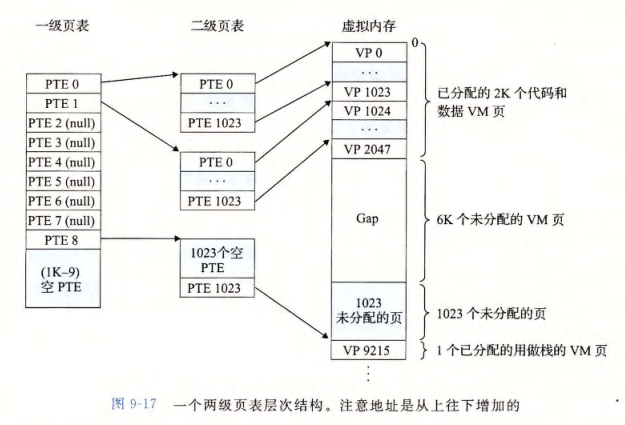 一级页表
二级页表
虚拟内存
PTE 0
PTE 1
PTE 2 (null)
PTE 3 (null)
PTE 4 (null)
PTE 5 (null)
PTE 6 (null)
PTE 7 (null)
PTE 8
(1K–9)
空 PTE
PTE 0
···
PTE 1023
PTE 0
···
PTE 1023
1023个空
PTE
PTE 1023
0
VP 0
···
VP 1023
VP 1024
···
VP 2047
Gap
1023
未分配的页
VP 9215
⋮
已分配的 2K 个代码和
数据 VM 页
6K 个未分配的 VM 页
1023 个未分配的页
1 个已分配的用做栈的 VM 页
图 9-17 一个两级页表层次结构。注意地址是从上往下增加的